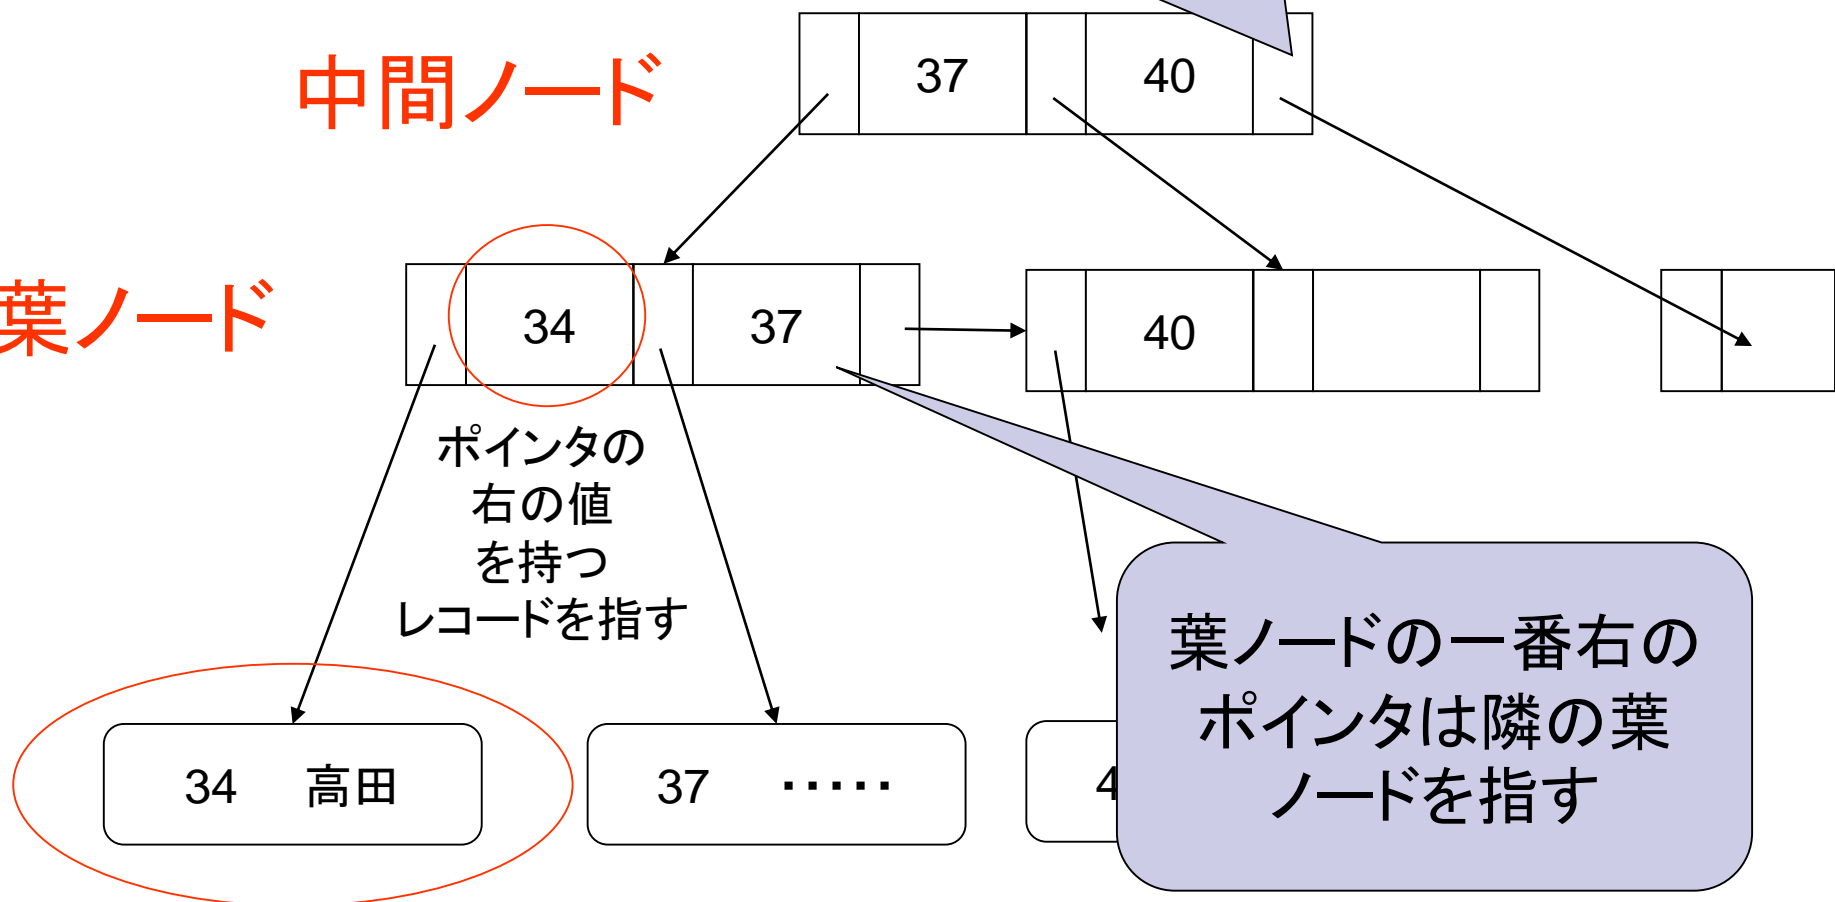 中間ノード
37 40
葉ノード
34 37
40
ポインタの
右の値
を持つ
レコードを指す
34 高田
37 ・・・・・
葉ノードの一番右の
ポインタは隣の葉
ノードを指す